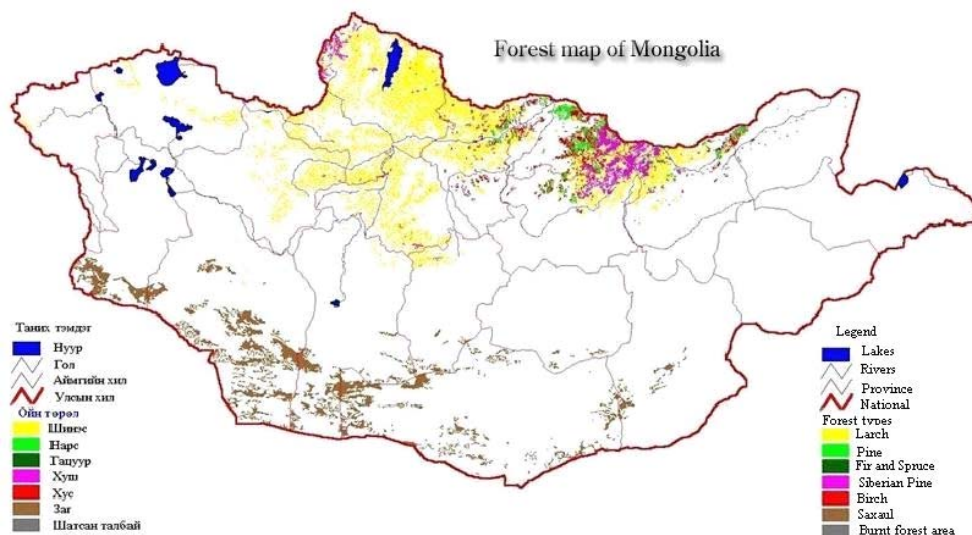 Forest map of Mongolia
Таних тэмдэг
Нуур
Гол
Аймгийн хил
Улсын хил
Ойн төрөл
Шинэс
Нарс
Гацуур
Хуш
Хус
Заг
Шатсан талбай
Legend
Lakes
Rivers
Province
National
Forest types
Larch
Pine
Fir and Spruce
Siberian Pine
Birch
Saxaul
Burnt forest area